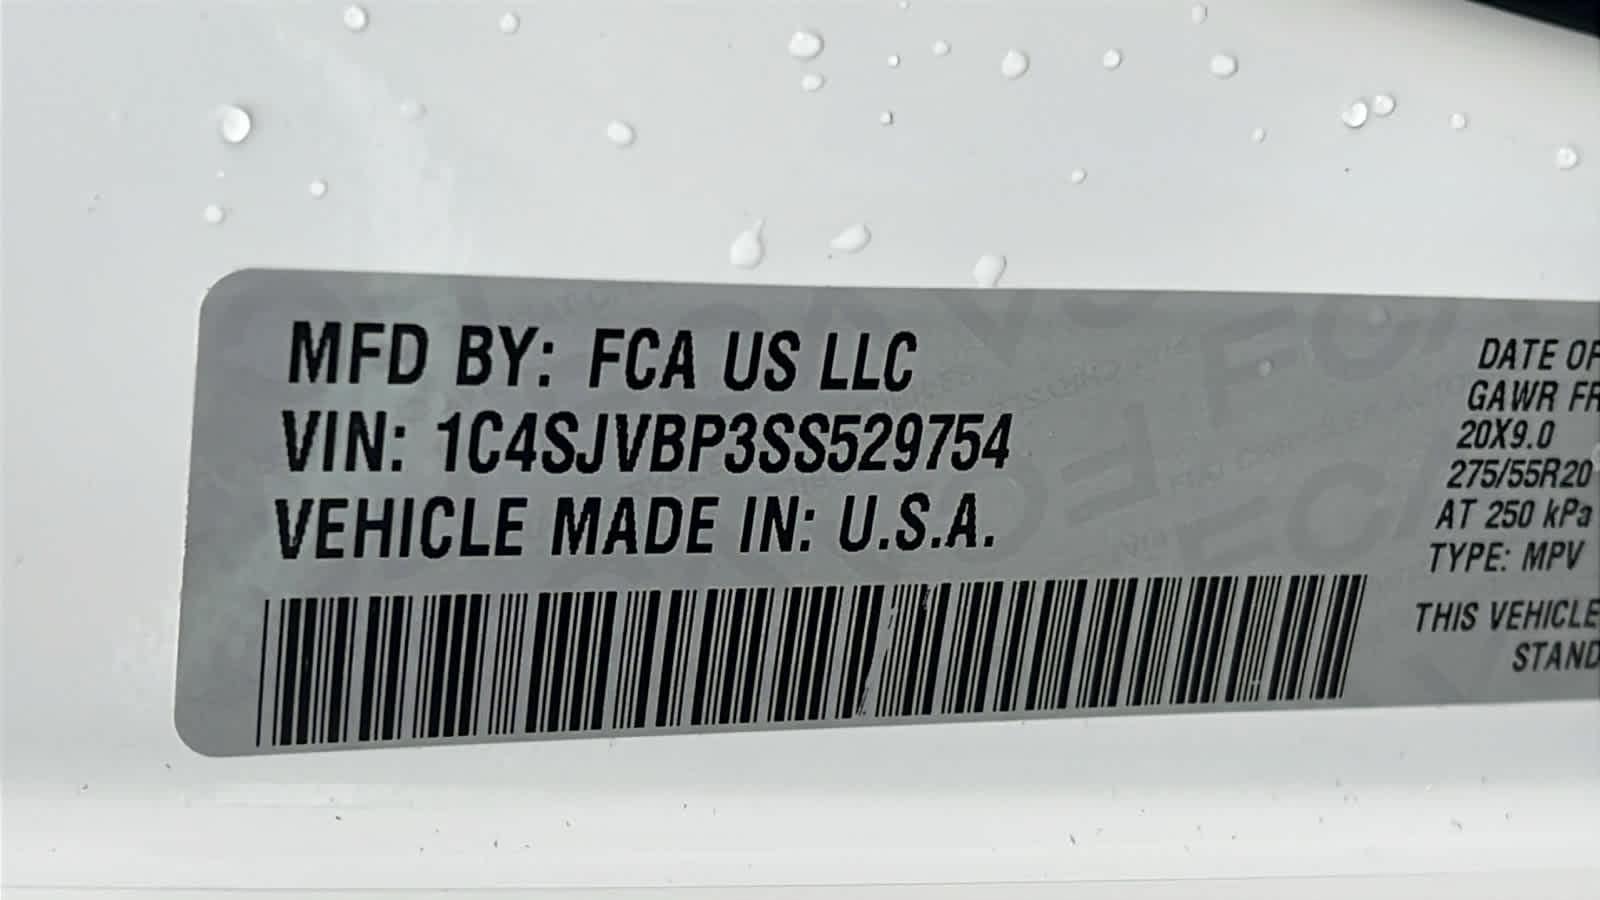 MFD BY: FCA US LLC
VIN: 1C4SJVBP3SS529754
VEHICLE MADE IN: U.S.A.
DATE OF
GAWR FR
20X9.0
275/55R20
AT 250 kPa
TYPE: MPV
THIS VEHICLE
STAND